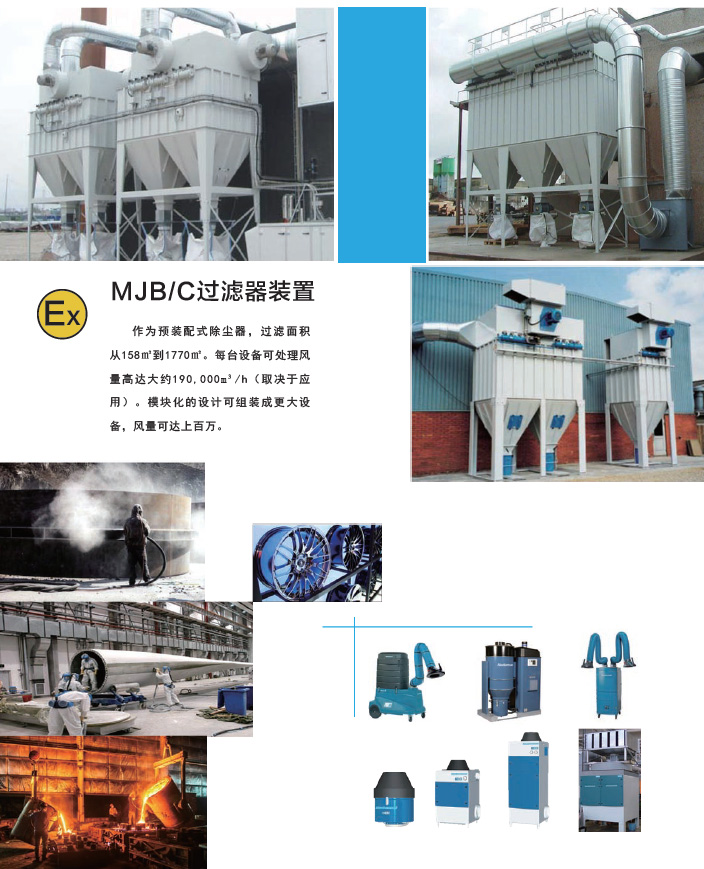 Ex
MJB/C过滤器装置
作为预装配式除尘器，过滤面积
从158㎡到1770㎡。每台设备可处理风
量高达大约190,000m³/h（取决于应
用）。模块化的设计可组装成更大设
备，风量可达上百万。